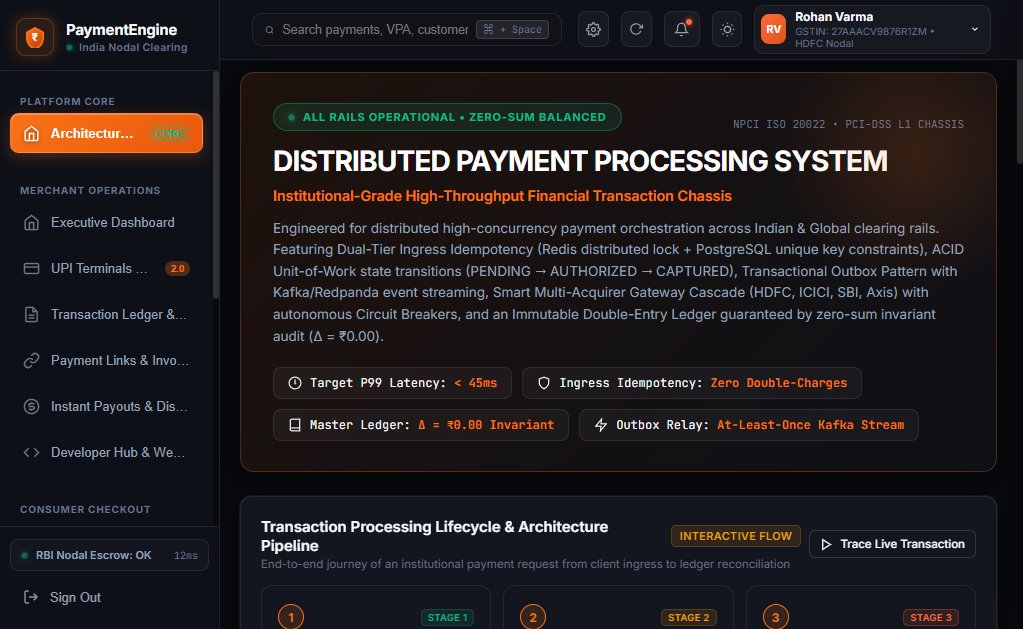 PaymentEngine
India Nodal Clearing
PLATFORM CORE
Architectur... CORE
MERCHANT OPERATIONS
Executive Dashboard
UPI Terminals ... 2.0
Transaction Ledger &...
Payment Links & Invo...
Instant Payouts & Dis...
Developer Hub & We...
CONSUMER CHECKOUT
RBI Nodal Escrow: OK 12ms
Sign Out
Search payments, VPA, customer ⌘ + Space
RV
Rohan Varma
GSTIN: 27AAACV9876R1ZM •
HDFC Nodal
ALL RAILS OPERATIONAL • ZERO-SUM BALANCED
NPCI ISO 20022 • PCI-DSS L1 CHASSIS
DISTRIBUTED PAYMENT PROCESSING SYSTEM
Institutional-Grade High-Throughput Financial Transaction Chassis
Engineered for distributed high-concurrency payment orchestration across Indian & Global clearing rails.
Featuring Dual-Tier Ingress Idempotency (Redis distributed lock + PostgreSQL unique key constraints), ACID
Unit-of-Work state transitions (PENDING → AUTHORIZED → CAPTURED), Transactional Outbox Pattern with
Kafka/Redpanda event streaming, Smart Multi-Acquirer Gateway Cascade (HDFC, ICICI, SBI, Axis) with
autonomous Circuit Breakers, and an Immutable Double-Entry Ledger guaranteed by zero-sum invariant
audit (Δ = ₹0.00).
Target P99 Latency: < 45ms
Ingress Idempotency: Zero Double-Charges
Master Ledger: Δ = ₹0.00 Invariant
Outbox Relay: At-Least-Once Kafka Stream
Transaction Processing Lifecycle & Architecture
Pipeline
End-to-end journey of an institutional payment request from client ingress to ledger reconciliation
INTERACTIVE FLOW
Trace Live Transaction
1 STAGE 1
2 STAGE 2
3 STAGE 3